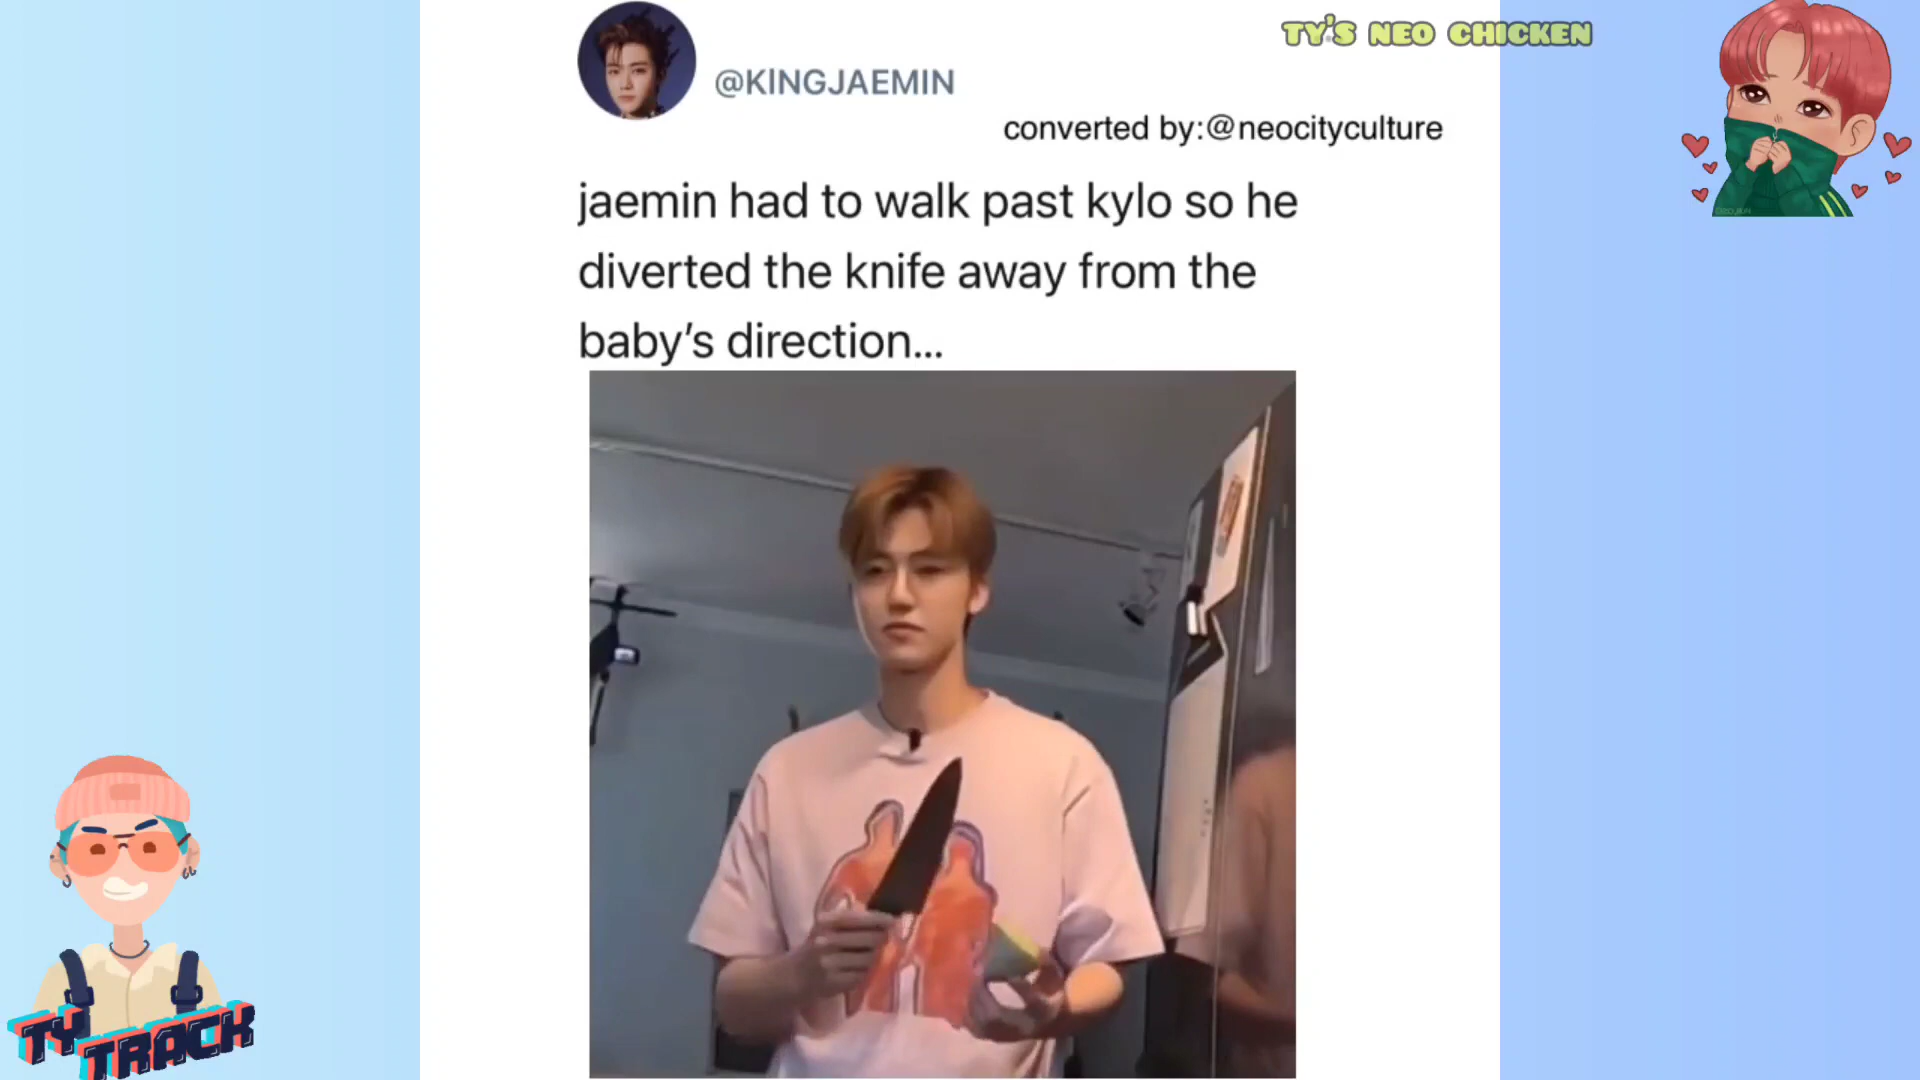 TY'S NEO CHICKEN
@KINGJAEMIN
converted by:@neocityculture
jaemin had to walk past kylo so he
diverted the knife away from the
baby’s direction...
TY
TRACK